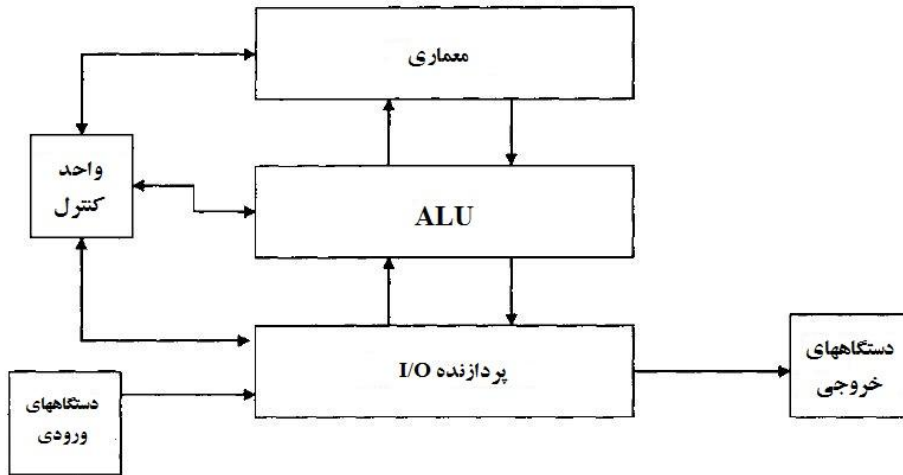 معماری
واحد
کنترل
ALU
پردازنده I/O
دستگاههای
خروجی
دستگاههای
ورودی